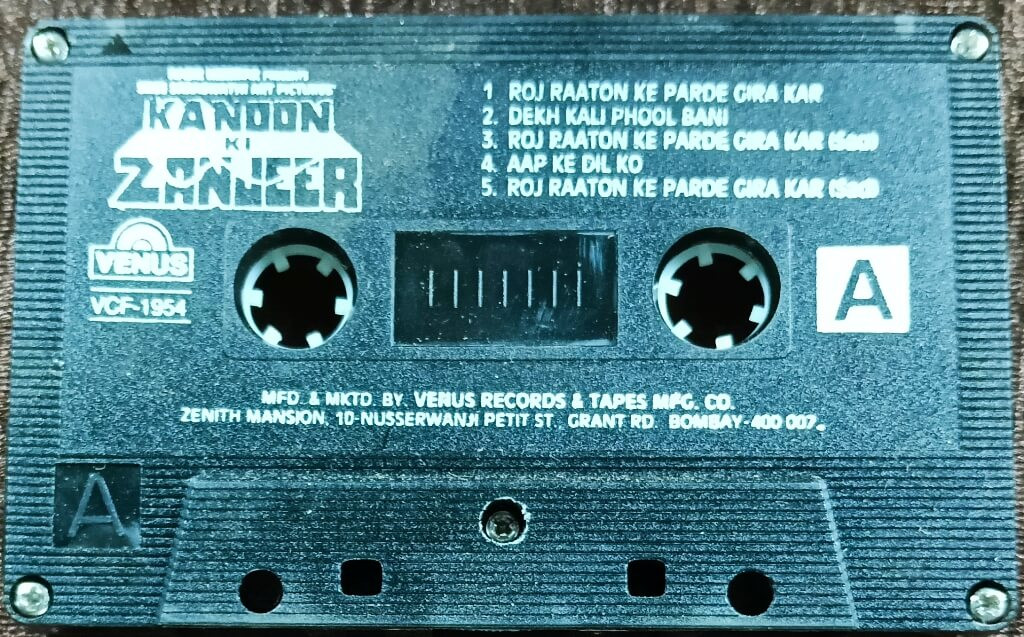 PRESENTS
ART PICTURES'
KANOON
KI
ZANJEER
1 ROJ RAATON KE PARDE GIRA KAR
2. DEKH KALI PHOOL BANI
3. ROJ RAATON KE PARDE GIRA KAR (Sad)
4. AAP KE DIL KO
5. ROJ RAATON KE PARDE GIRA KAR (Sad)
VENUS
VCF-1954
A
MFD. & MKTD. BY. VENUS RECORDS & TAPES MFG. CO.
ZENITH MANSION, 10-NUSSERWANJI PETIT ST. GRANT RD. BOMBAY-400 007.
A